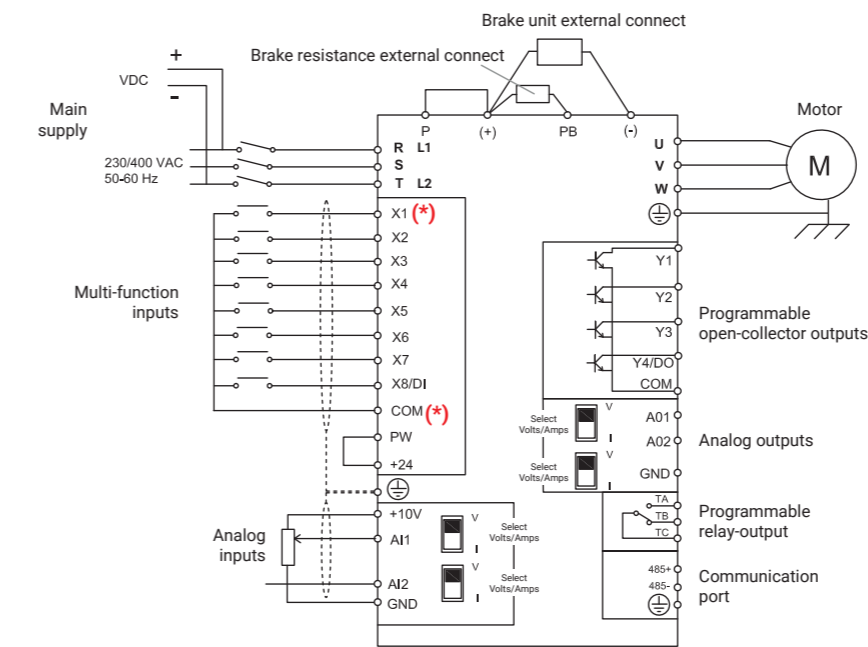 Brake unit external connect
Brake resistance external connect
+
VDC
-
Main
supply
230/400 VAC
50-60 Hz
P
(+)
PB
(-)
R L1
S
T L2
U
V
W
Motor
M
Multi-function
inputs
X1 (*)
X2
X3
X4
X5
X6
X7
X8/DI
COM (*)
PW
+24
Y1
Y2
Y3
Y4/DO
COM
Programmable
open-collector outputs
Select
Volts/Amps
V
I
Select
Volts/Amps
V
I
A01
A02
GND
Analog outputs
TA
TB
TC
Programmable
relay-output
485+
485-
Communication
port
Analog
inputs
+10V
AI1
AI2
GND
V
I
Select
Volts/Amps
V
I
Select
Volts/Amps